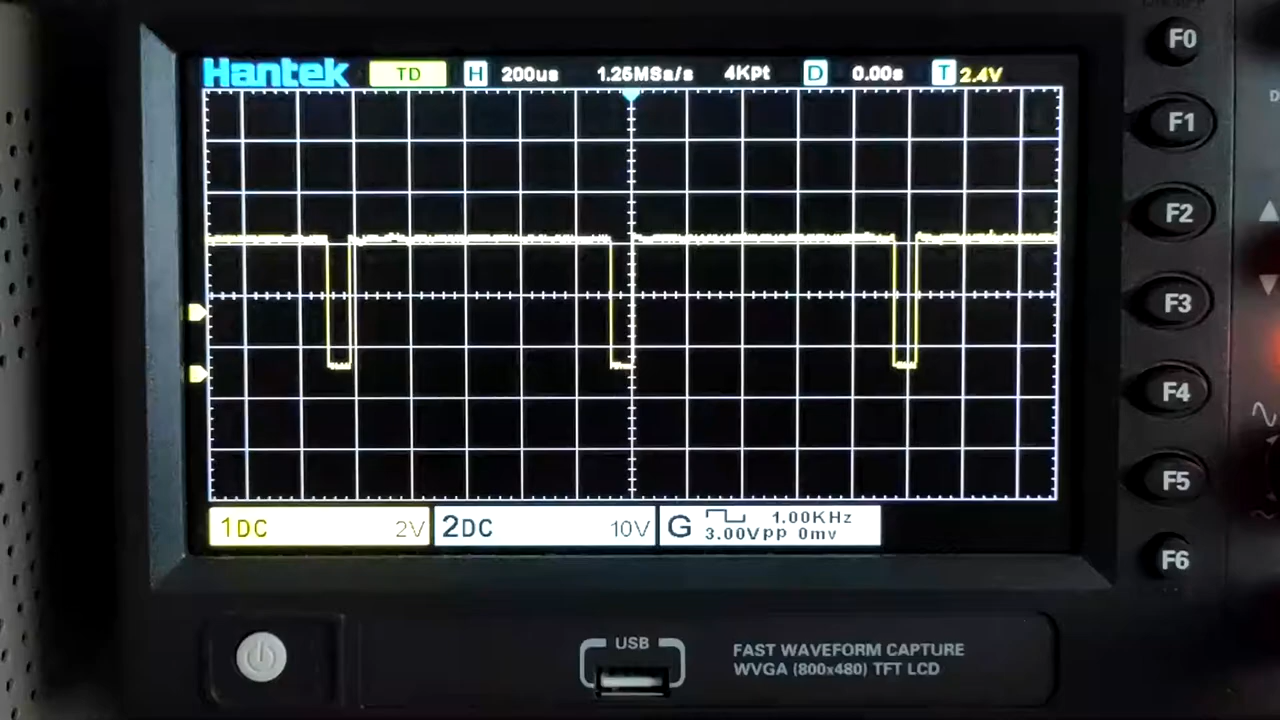 Hantek TD H 200us 1.25MSa/s 4KPt D 0.00s T 2.4V
1DC 2V 2DC 10V G 1.00KHz
3.00Vpp 0mv
F0
F1
F2
F3
F4
F5
F6
USB
FAST WAVEFORM CAPTURE
WVGA (800x480) TFT LCD